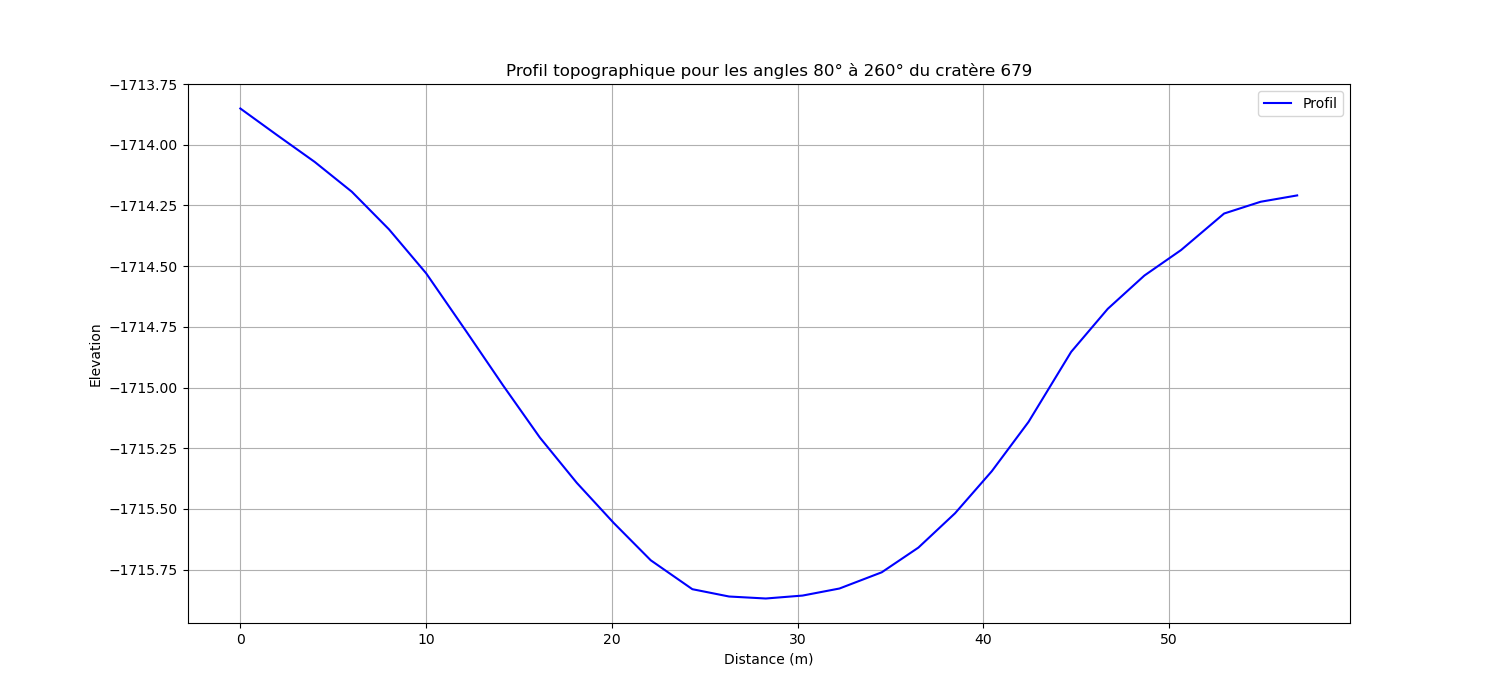 Profil topographique pour les angles 80° à 260° du cratère 679
Profil
−1713.75
−1714.00
−1714.25
−1714.50
−1714.75
−1715.00
−1715.25
−1715.50
−1715.75
Elevation
0 10 20 30 40 50
Distance (m)